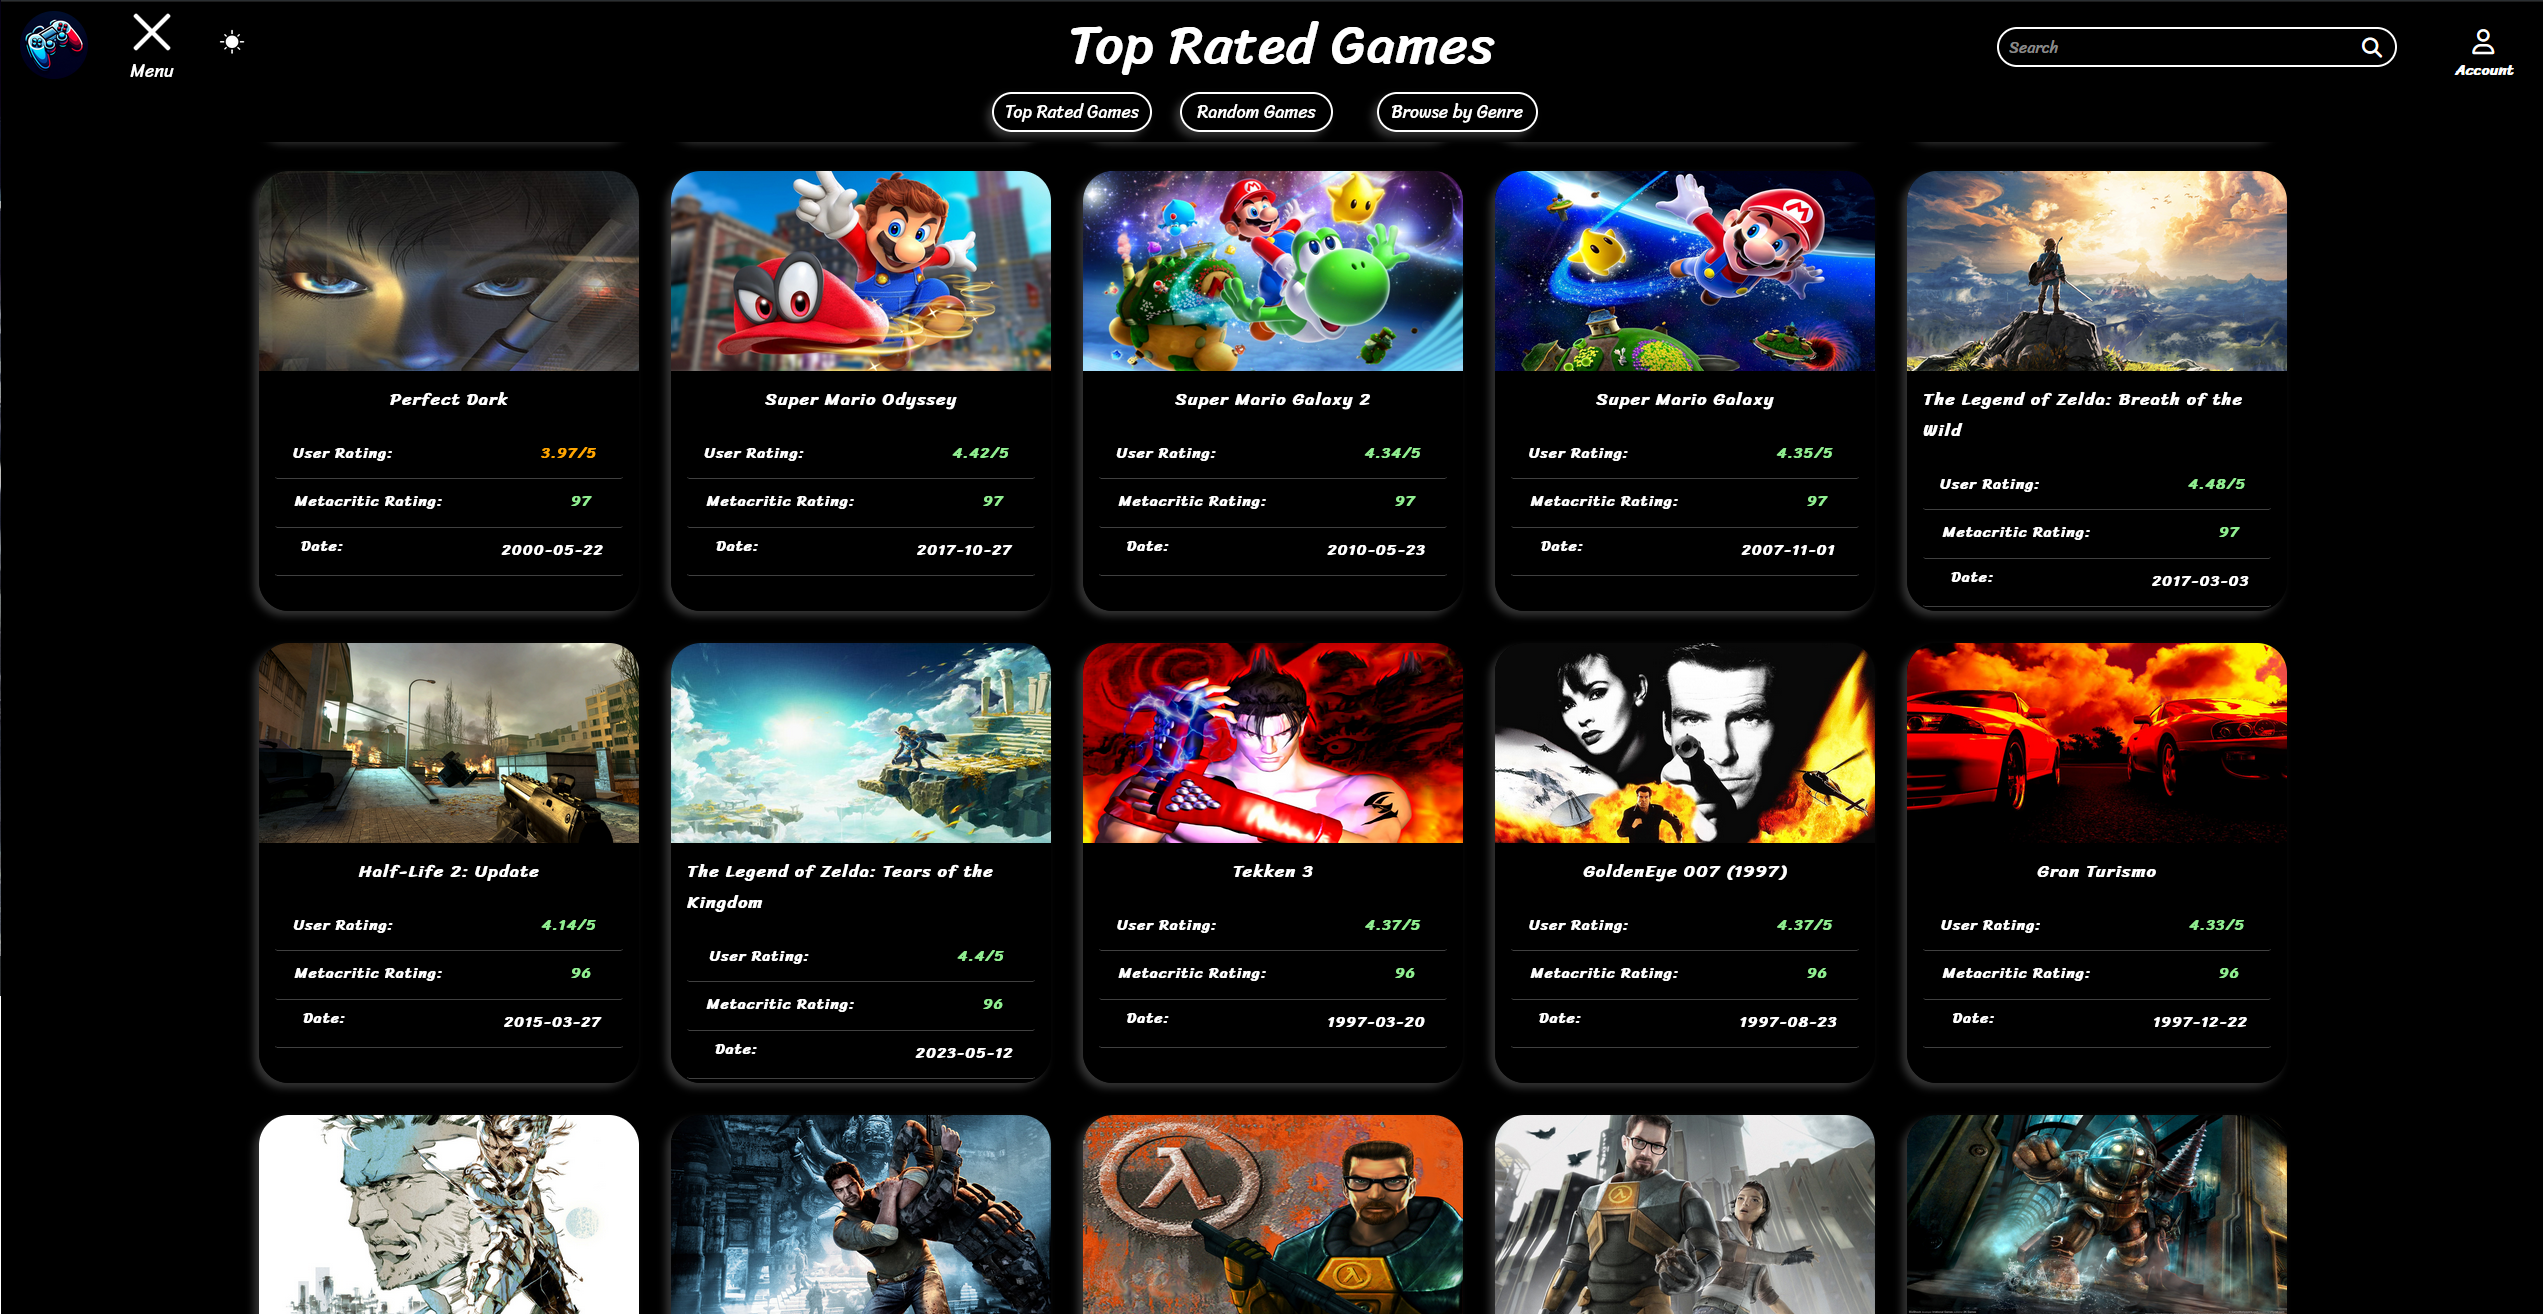 Top Rated Games
Menu
Search
Account
Top Rated Games
Random Games
Browse by Genre
Perfect Dark
User Rating: 3.97/5
Metacritic Rating: 97
Date: 2000-05-22
Super Mario Odyssey
User Rating: 4.42/5
Metacritic Rating: 97
Date: 2017-10-27
Super Mario Galaxy 2
User Rating: 4.34/5
Metacritic Rating: 97
Date: 2010-05-23
Super Mario Galaxy
User Rating: 4.35/5
Metacritic Rating: 97
Date: 2007-11-01
The Legend of Zelda: Breath of the
Wild
User Rating: 4.48/5
Metacritic Rating: 97
Date: 2017-03-03
Half-Life 2: Update
User Rating: 4.14/5
Metacritic Rating: 96
Date: 2015-03-27
The Legend of Zelda: Tears of the
Kingdom
User Rating: 4.4/5
Metacritic Rating: 96
Date: 2023-05-12
Tekken 3
User Rating: 4.37/5
Metacritic Rating: 96
Date: 1997-03-20
GoldenEye 007 (1997)
User Rating: 4.37/5
Metacritic Rating: 96
Date: 1997-08-23
Gran Turismo
User Rating: 4.33/5
Metacritic Rating: 96
Date: 1997-12-22